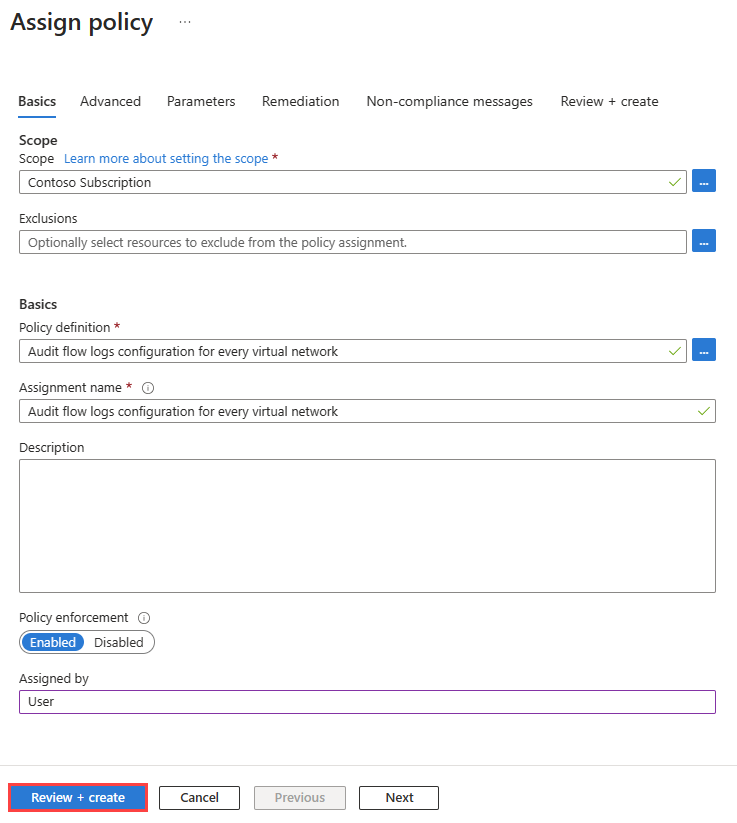 Assign policy ...
Basics Advanced Parameters Remediation Non-compliance messages Review + create
Scope
Scope Learn more about setting the scope *
Contoso Subscription ...
Exclusions
Optionally select resources to exclude from the policy assignment. ...
Basics
Policy definition *
Audit flow logs configuration for every virtual network ...
Assignment name *
Audit flow logs configuration for every virtual network
Description
Policy enforcement
Enabled Disabled
Assigned by
User
Review + create Cancel Previous Next